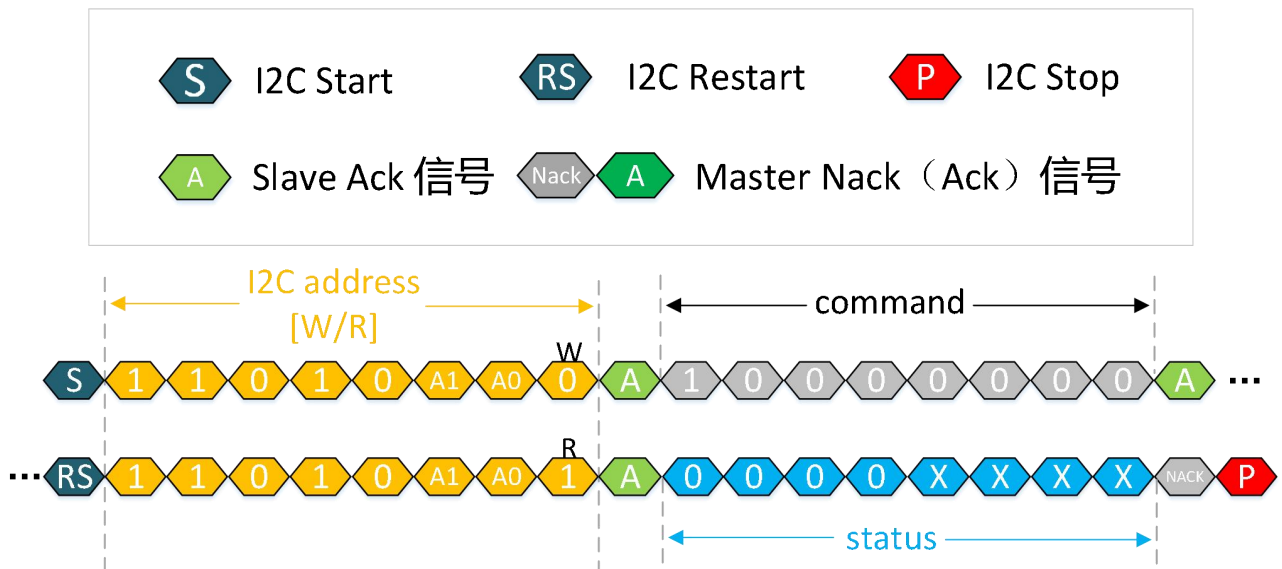 S I2C Start RS I2C Restart P I2C Stop
A Slave Ack 信号 Nack A Master Nack（Ack）信号
I2C address
[W/R]
command
W
S 1 1 0 1 0 A1 A0 0 A 1 0 0 0 0 0 0 0 A ...
R
... RS 1 1 0 1 0 A1 A0 1 A 0 0 0 0 X X X X NACK P
status